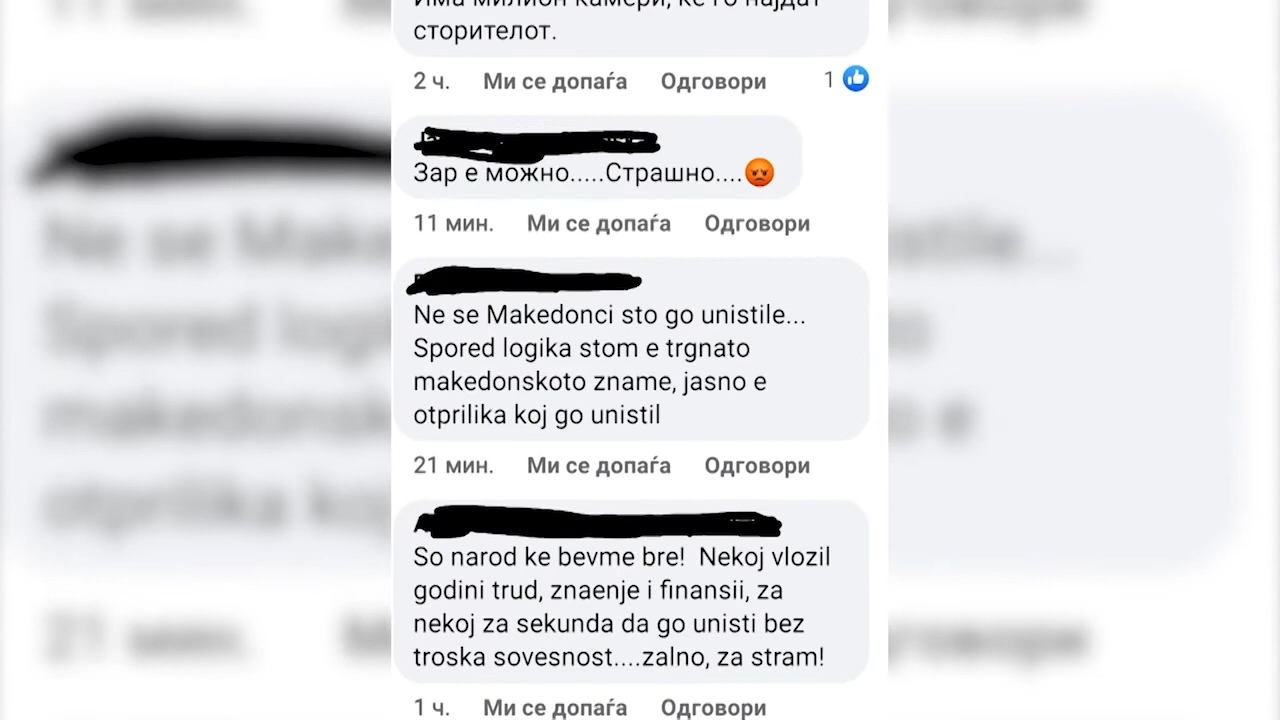 Има милион камери, ќе го најдат
сторителот.
2 ч. Ми се допаѓа Одговори 1
Зар е можно.....Страшно....😡
11 мин. Ми се допаѓа Одговори
Ne se Makedonci sto go unistile...
Spored logika stom e trgnato
makedonskoto zname, jasno e
otprilika koj go unistil
21 мин. Ми се допаѓа Одговори
So narod ke bevme bre! Nekoj vlozil
godini trud, znaenje i finansii, za
nekoj za sekunda da go unisti bez
troska sovesnost....zalno, za stram!
1 ч. Ми се допаѓа Одговори